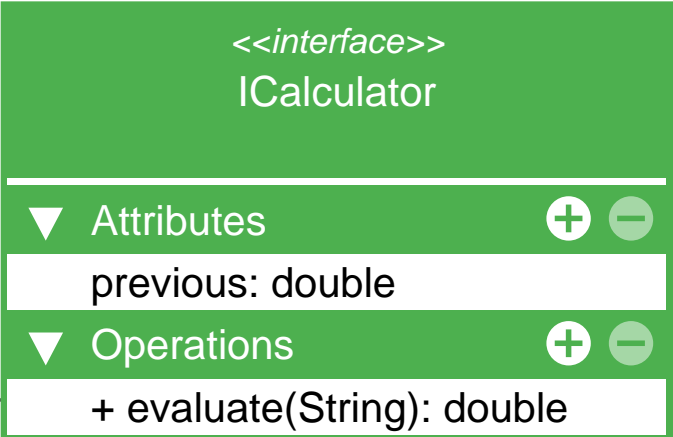 <<interface>>
ICalculator
Attributes
previous: double
Operations
+ evaluate(String): double